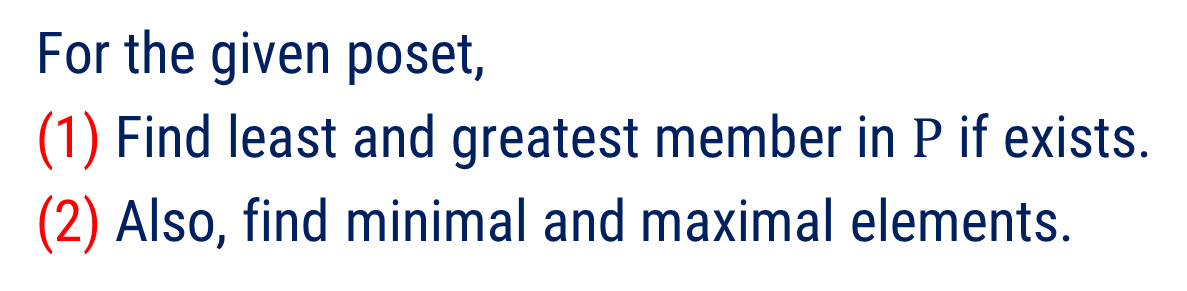 For the given poset,
(1) Find least and greatest member in P if exists.
(2) Also, find minimal and maximal elements.